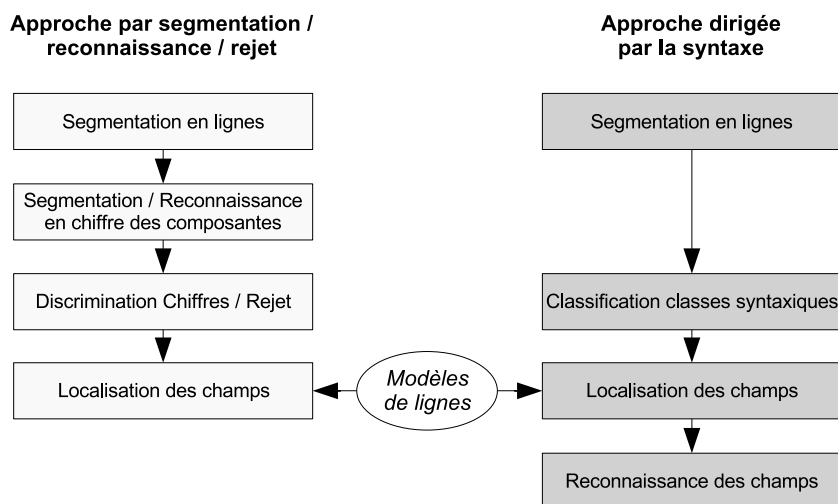 Approche par segmentation /
reconnaissance / rejet
Segmentation en lignes
Segmentation / Reconnaissance
en chiffre des composantes
Discrimination Chiffres / Rejet
Localisation des champs
Modèles
de lignes
Approche dirigée
par la syntaxe
Segmentation en lignes
Classification classes syntaxiques
Localisation des champs
Reconnaissance des champs